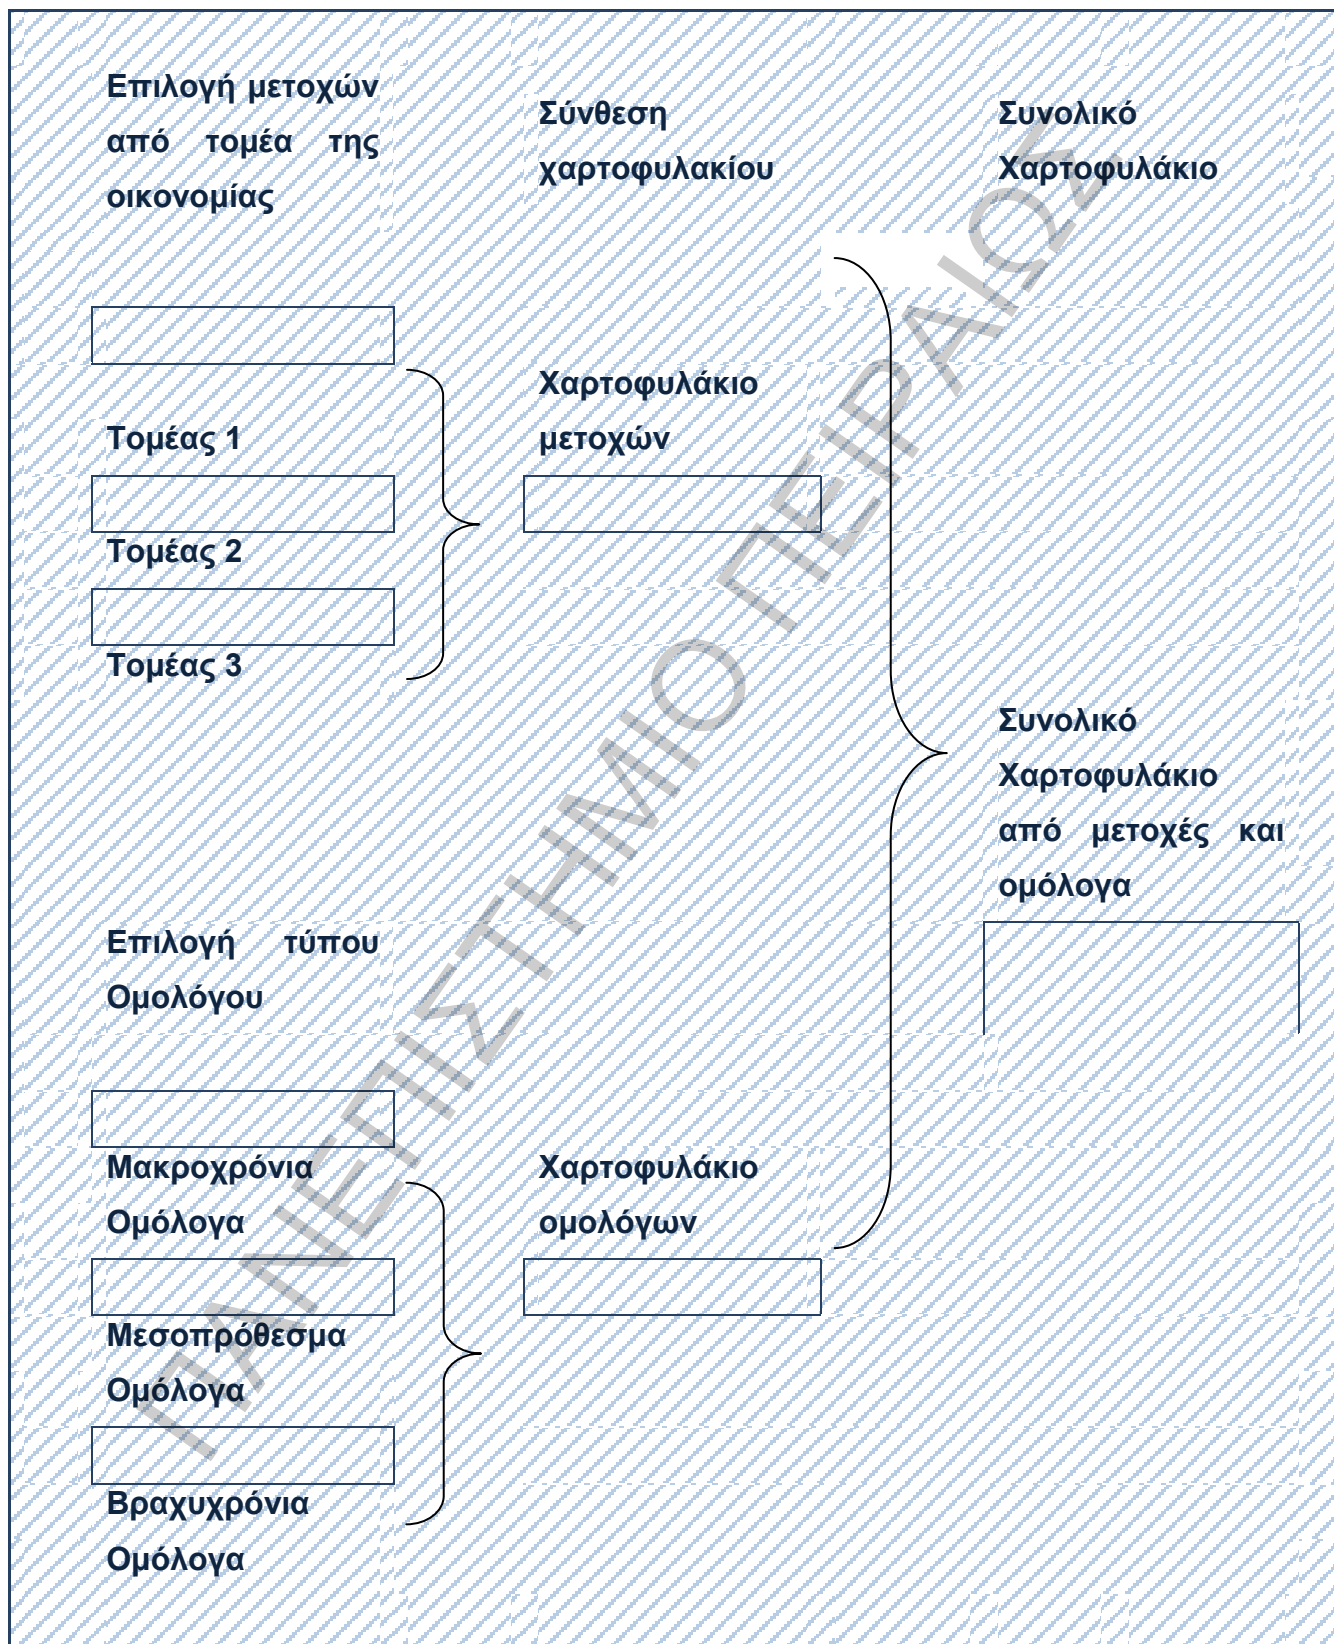 Επιλογή μετοχών
από τομέα της
οικονομίας
Σύνθεση
χαρτοφυλακίου
Συνολικό
Χαρτοφυλάκιο
Τομέας 1
Τομέας 2
Τομέας 3
Χαρτοφυλάκιο
μετοχών
Συνολικό
Χαρτοφυλάκιο
από μετοχές και
ομόλογα
Επιλογή τύπου
Ομολόγου
Μακροχρόνια
Ομόλογα
Μεσοπρόθεσμα
Ομόλογα
Βραχυχρόνια
Ομόλογα
Χαρτοφυλάκιο
ομολόγων
ΠΑΝΕΠΙΣΤΗΜΙΟ ΠΕΙΡΑΙΩΣ